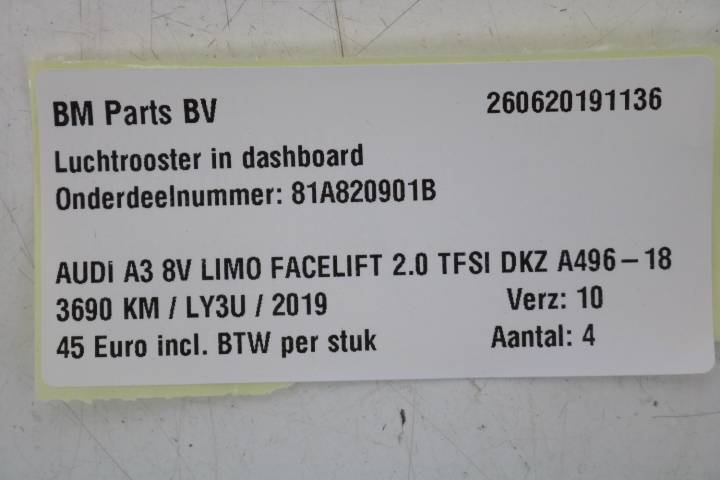 BM Parts BV 260620191136
Luchtrooster in dashboard
Onderdeelnummer: 81A820901B
AUDI A3 8V LIMO FACELIFT 2.0 TFSI DKZ A496-18
3690 KM / LY3U / 2019 Verz: 10
45 Euro incl. BTW per stuk Aantal: 4